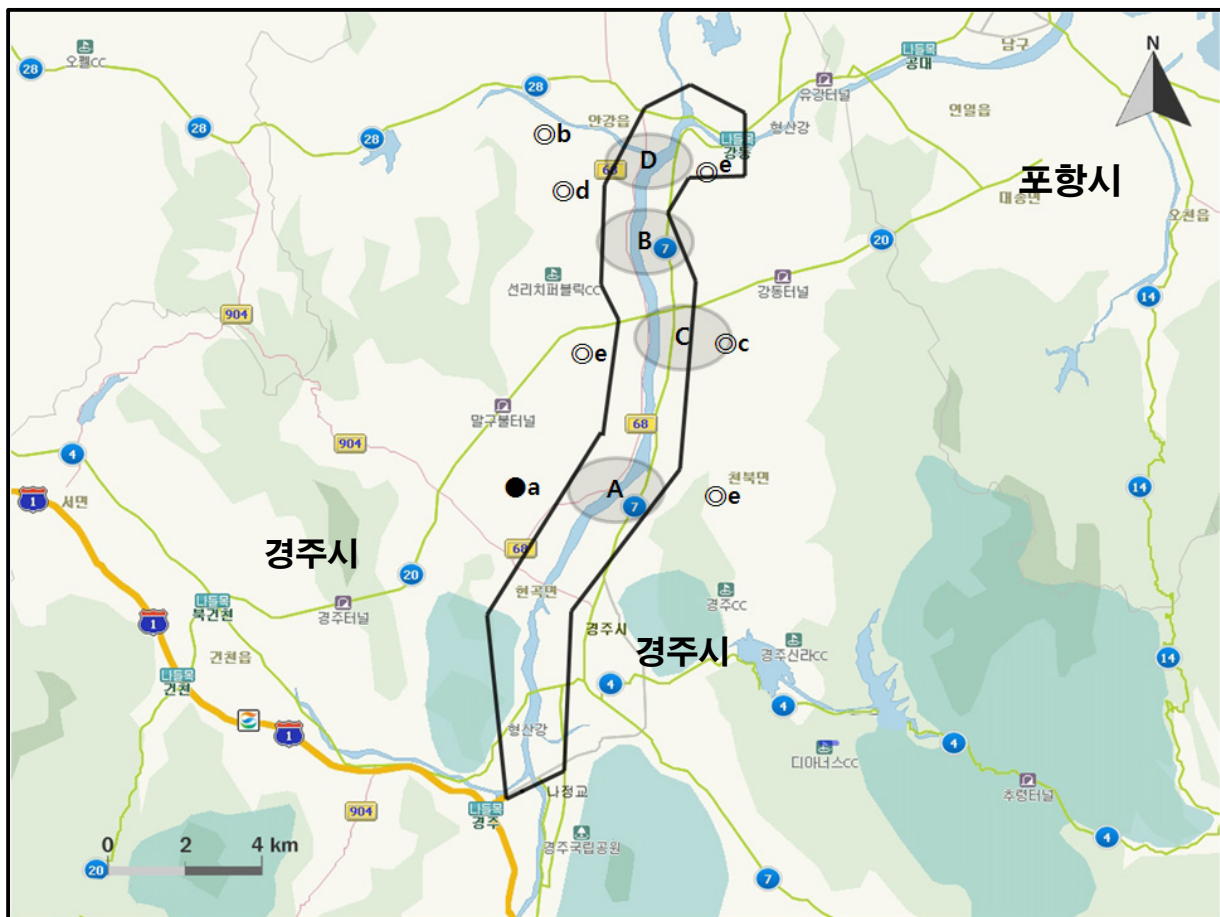 오펠CC
28
28
28
28
안강읍
b
68
d
D
e
B
7
나들목
강동
나들목
공대
남구
유강터널
형산강
연일읍
N
포항시
대송면
오천읍
20
14
선리치퍼블릭CC
강동터널
904
C
c
e
말구불터널
68
904
4
1
서면
a
A
7
천북면
e
14
경주시
68
20
현곡면
나들목
북건천
1
경주터널
건천읍
나들목
건천
경주CC
경주시
경주시
경주신라CC
4
4
14
1
형산강
4
디아너스CC
추령터널
나정교
나들목
경주
904
경주국립공원
4
0 2 4 km
20
7